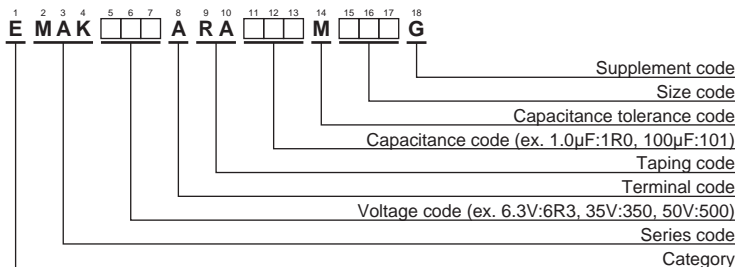 1 2 3 4 5 6 7 8 9 10 11 12 13 14 15 16 17 18
E MAK □□□ A RA □□□ M □□□ G
Supplement code
Size code
Capacitance tolerance code
Capacitance code (ex. 1.0µF:1R0, 100µF:101)
Taping code
Terminal code
Voltage code (ex. 6.3V:6R3, 35V:350, 50V:500)
Series code
Category